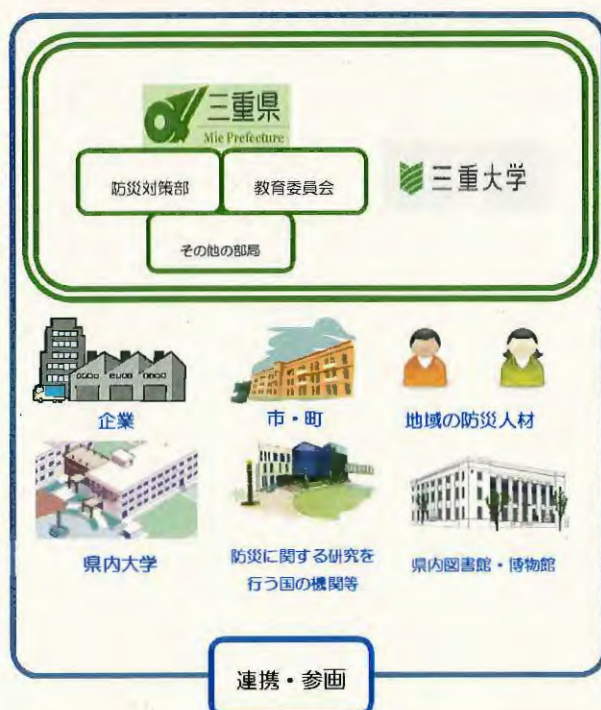 三重県
Mie Prefecture
防災対策部
教育委員会
その他の部局
三重大学
企業
市・町
地域の防災人材
県内大学
防災に関する研究を
行う国の機関等
県内図書館・博物館
連携・参画